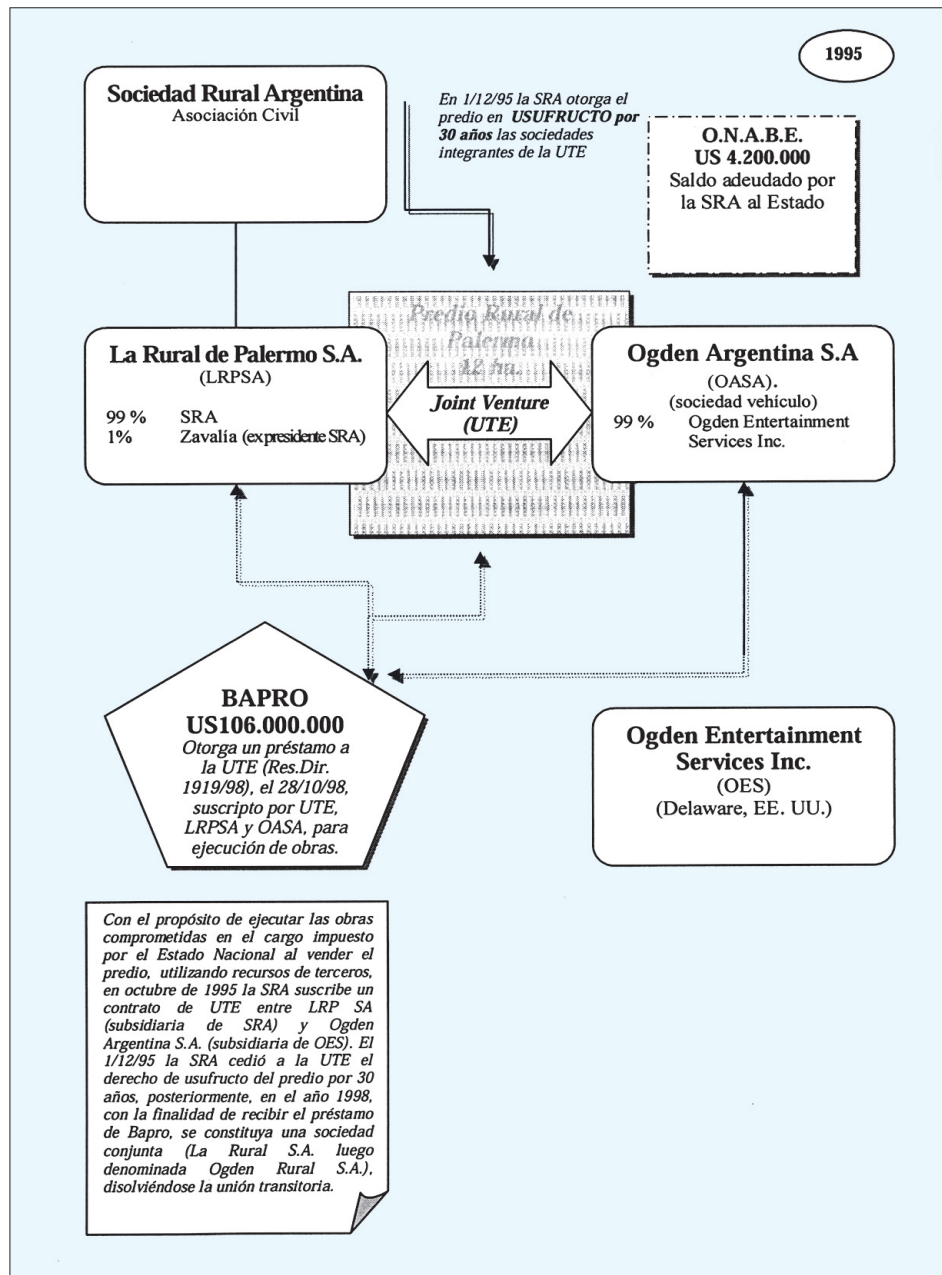 1995
Sociedad Rural Argentina
Asociación Civil
En 1/12/95 la SRA otorga el
predio en USUFRUCTO por
30 años las sociedades
integrantes de la UTE
O.N.A.B.E.
US 4.200.000
Saldo adeudado por
la SRA al Estado
Predio Rural de
Palermo
12 ha.
La Rural de Palermo S.A.
(LRPSA)
99 % SRA
1% Zavalía (expresidente SRA)
Joint Venture
(UTE)
Ogden Argentina S.A
(OASA).
(sociedad vehículo)
99 % Ogden Entertainment
Services Inc.
BAPRO
US106.000.000
Otorga un préstamo a
la UTE (Res.Dir.
1919/98), el 28/10/98,
suscripto por UTE,
LRPSA y OASA, para
ejecución de obras.
Ogden Entertainment
Services Inc.
(OES)
(Delaware, EE. UU.)
Con el propósito de ejecutar las obras
comprometidas en el cargo impuesto
por el Estado Nacional al vender el
predio, utilizando recursos de terceros,
en octubre de 1995 la SRA suscribe un
contrato de UTE entre LRP SA
(subsidiaria de SRA) y Ogden
Argentina S.A. (subsidiaria de OES). El
1/12/95 la SRA cedió a la UTE el
derecho de usufructo del predio por 30
años, posteriormente, en el año 1998,
con la finalidad de recibir el préstamo
de Bapro, se constituya una sociedad
conjunta (La Rural S.A. luego
denominada Ogden Rural S.A.),
disolviéndose la unión transitoria.